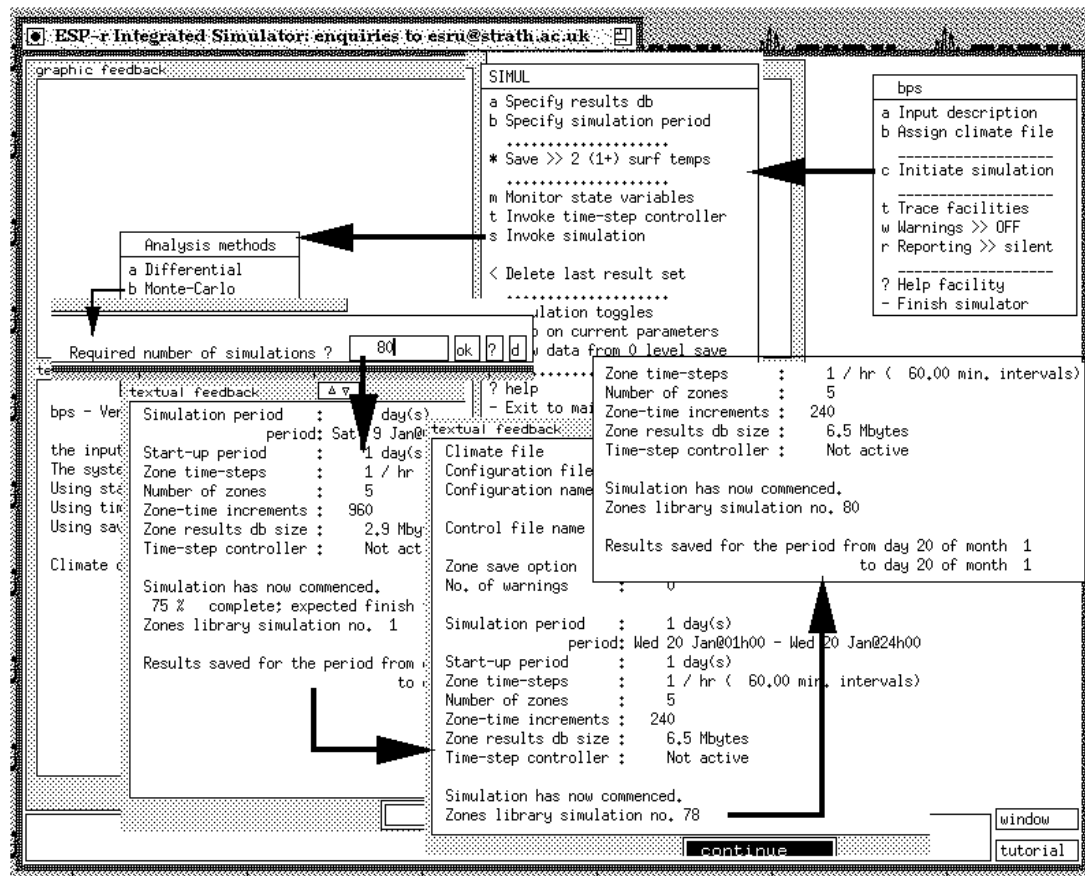 ESP-r Integrated Simulator: enquiries to esru@strath.ac.uk
graphic feedback
SIMUL
a Specify results db
b Specify simulation period
* Save >> 2 (1+) surf temps
m Monitor state variables
t Invoke time-step controller
s Invoke simulation
< Delete last result set
ulation toggles
on current parameters
data from 0 level save
? help
- Exit to mai
bps
a Input description
b Assign climate file
c Initiate simulation
t Trace facilities
w Warnings >> OFF
r Reporting >> silent
? Help facility
- Finish simulator
Analysis methods
a Differential
b Monte-Carlo
Required number of simulations ? 80 ok ? d
te
bps - Ver
the input
The syste
Using sta
Using tim
Using sav
Climate
textual feedback
Simulation period : day(s)
period: Sat 9 Jan@
Start-up period : 1 day(s
Zone time-steps : 1 / hr
Number of zones : 5
Zone-time increments : 960
Zone results db size : 2.9 Mby
Time-step controller : Not act
Simulation has now commenced.
75 % complete; expected finish
Zones library simulation no. 1
Results saved for the period from
to
textual feedback
Climate file
Configuration file
Configuration name
Control file name
Zone save option
No. of warnings : 0
Simulation period : 1 day(s)
period: Wed 20 Jan@01h00 - Wed 20 Jan@24h00
Start-up period : 1 day(s)
Zone time-steps : 1 / hr ( 60.00 min. intervals)
Number of zones : 5
Zone-time increments : 240
Zone results db size : 6.5 Mbytes
Time-step controller : Not active
Simulation has now commenced.
Zones library simulation no. 78
continue
Zone time-steps : 1 / hr ( 60.00 min. intervals)
Number of zones : 5
Zone-time increments : 240
Zone results db size : 6.5 Mbytes
Time-step controller : Not active
Simulation has now commenced.
Zones library simulation no. 80
Results saved for the period from day 20 of month 1
to day 20 of month 1
window
tutorial